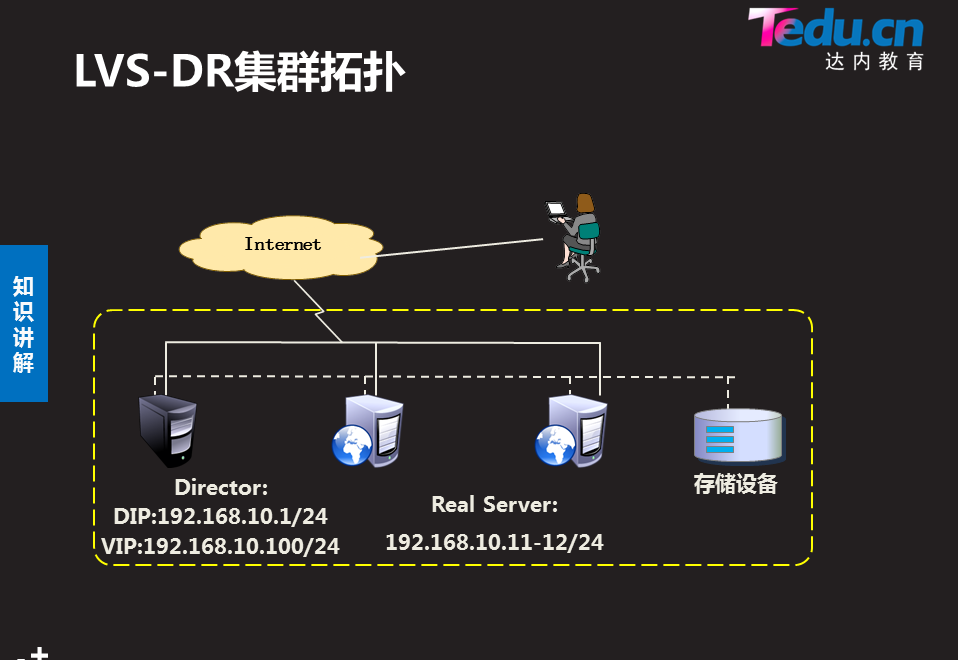 Tedu.cn
达内教育
LVS-DR集群拓扑
Internet
知识讲解
存储设备
Director:
DIP:192.168.10.1/24
VIP:192.168.10.100/24
Real Server:
192.168.10.11-12/24